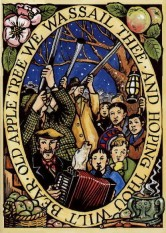 OLD APPLE TREE WE WASSAIL THEE AND HOPING THOU WILT BEAR